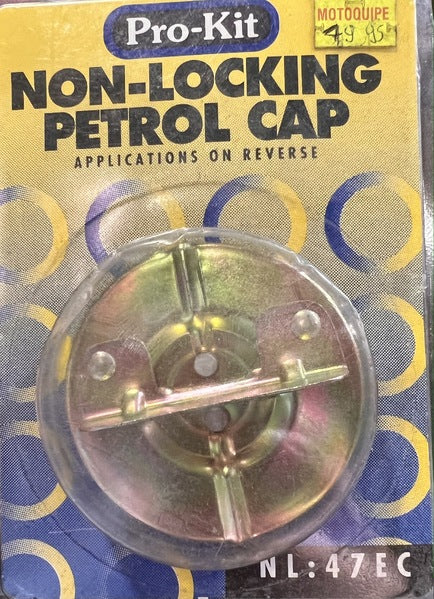 Pro-Kit
MOTOQUIPE
49 95
NON-LOCKING
PETROL CAP
APPLICATIONS ON REVERSE
NL:47EC